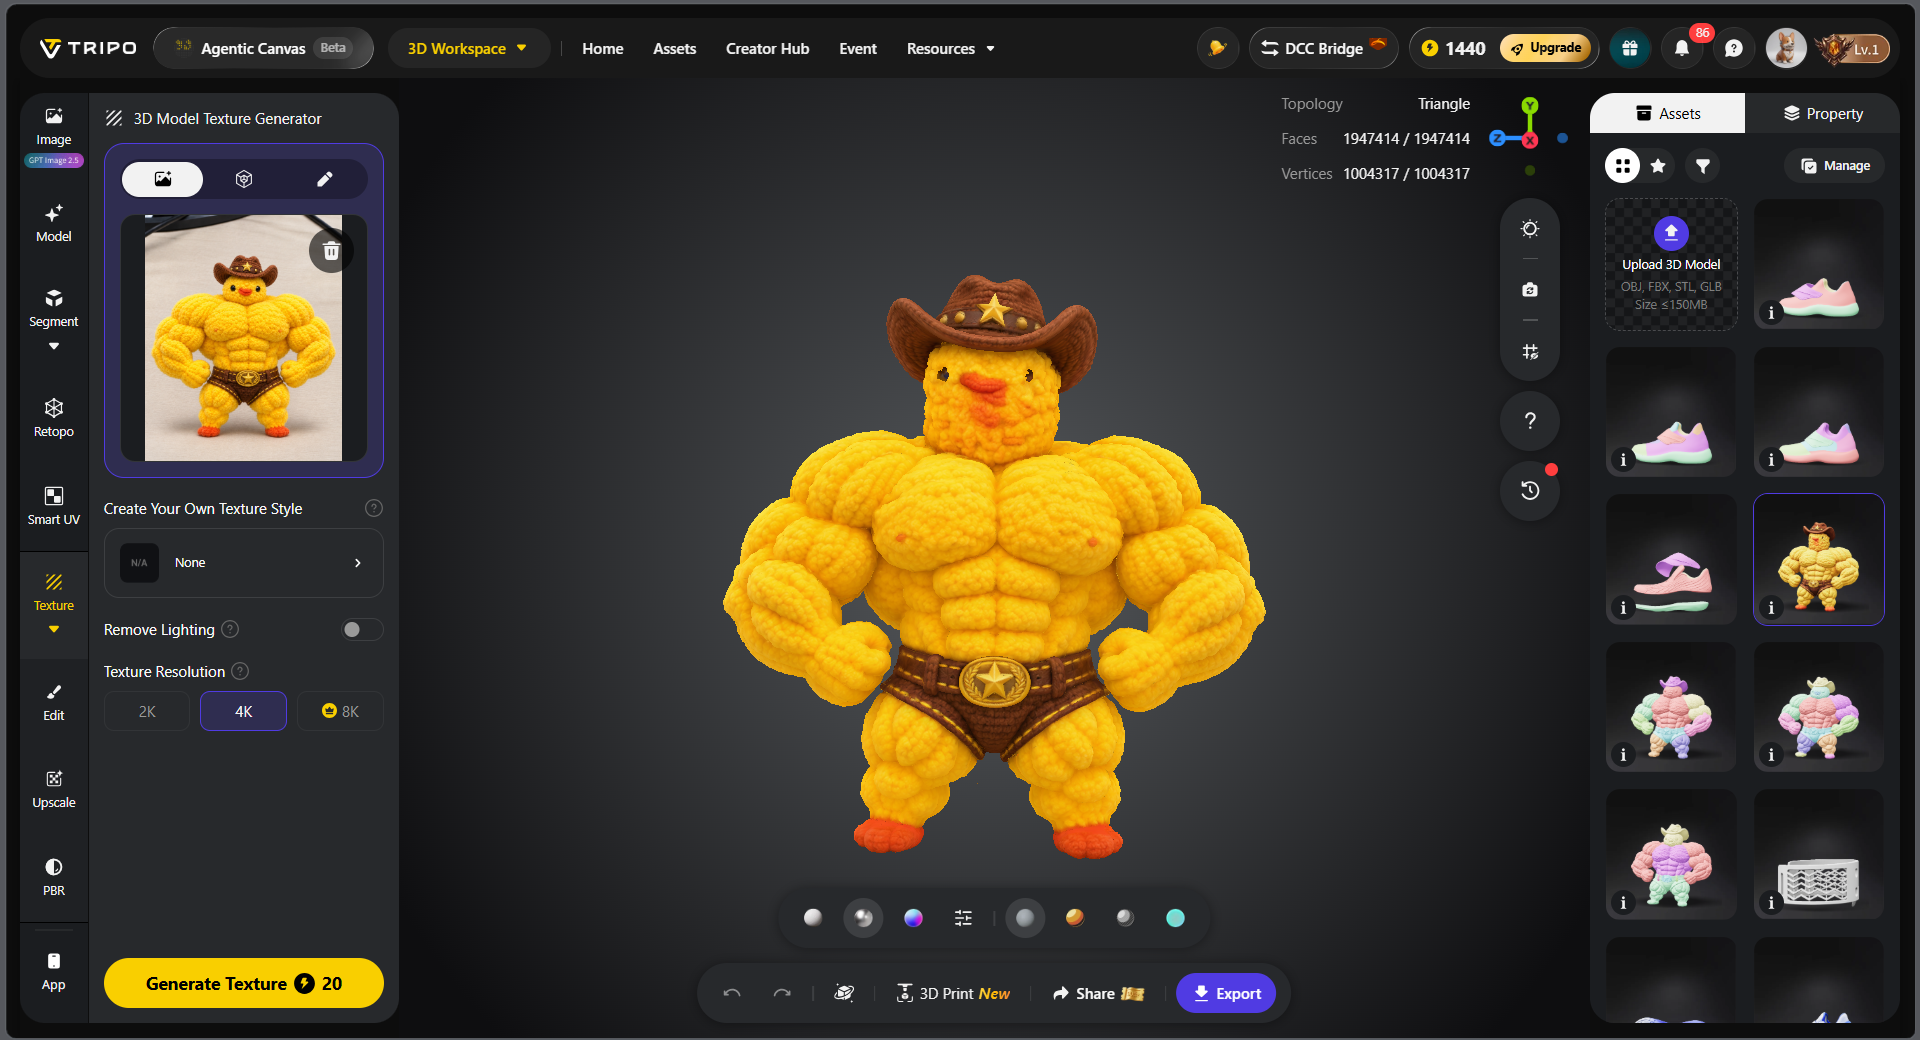 TRIPO
Agentic Canvas Beta
3D Workspace
Home
Assets
Creator Hub
Event
Resources
DCC Bridge
1440
Upgrade
86
Lv.1
Image
GPT Image 2.5
Model
Segment
Retopo
Smart UV
Texture
Edit
Upscale
PBR
App
3D Model Texture Generator
Create Your Own Texture Style ?
N/A
None
Remove Lighting ?
Texture Resolution ?
2K
4K
8K
Generate Texture 20
Topology Triangle
Faces 1947414 / 1947414
Vertices 1004317 / 1004317
Y
Z
X
?
3D Print New
Share
Export
Assets
Property
Manage
Upload 3D Model
OBJ, FBX, STL, GLB
Size ≤150MB
i
i
i
i
i
i
i
i
i